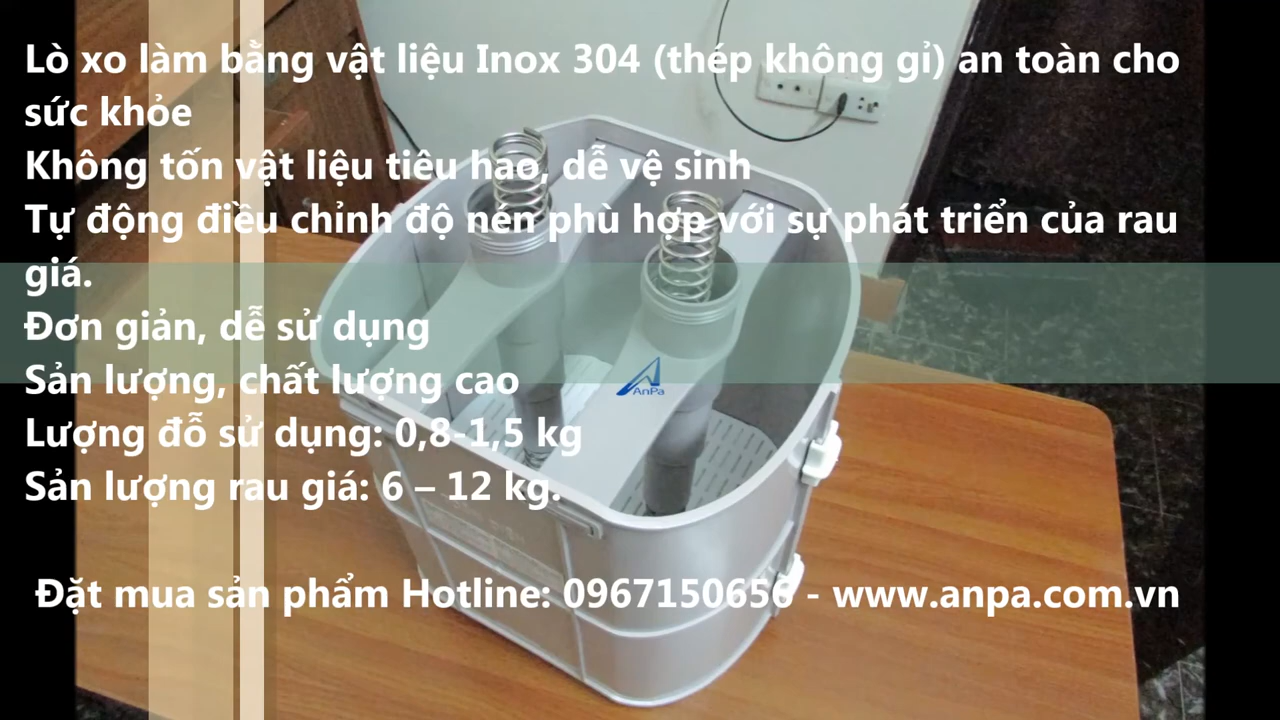 Lò xo làm bằng vật liệu Inox 304 (thép không gỉ) an toàn cho
sức khỏe
Không tốn vật liệu tiêu hao, dễ vệ sinh
Tự động điều chỉnh độ nén phù hợp với sự phát triển của rau
giá.
Đơn giản, dễ sử dụng
AnPa
Sản lượng, chất lượng cao
Lượng đỗ sử dụng: 0,8-1,5 kg
Sản lượng rau giá: 6 – 12 kg.
Đặt mua sản phẩm Hotline: 0967150656 - www.anpa.com.vn